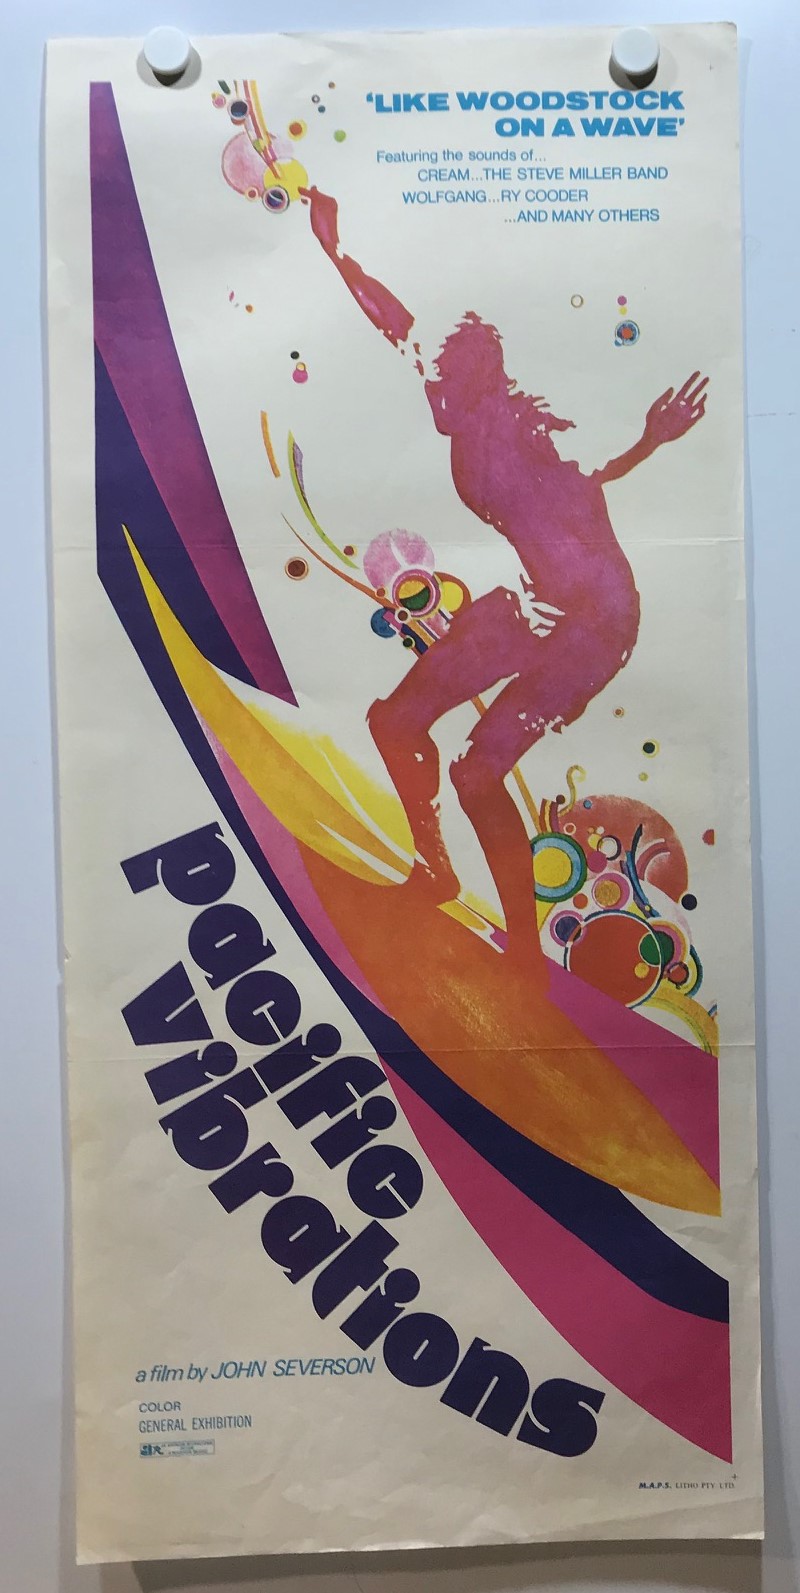 'LIKE WOODSTOCK
ON A WAVE'
Featuring the sounds of...
CREAM...THE STEVE MILLER BAND
WOLFGANG...RY COODER
...AND MANY OTHERS
pacific
vibrations
a film by JOHN SEVERSON
COLOR
GENERAL EXHIBITION
M.A.P.S. LITHO PTY. LTD.